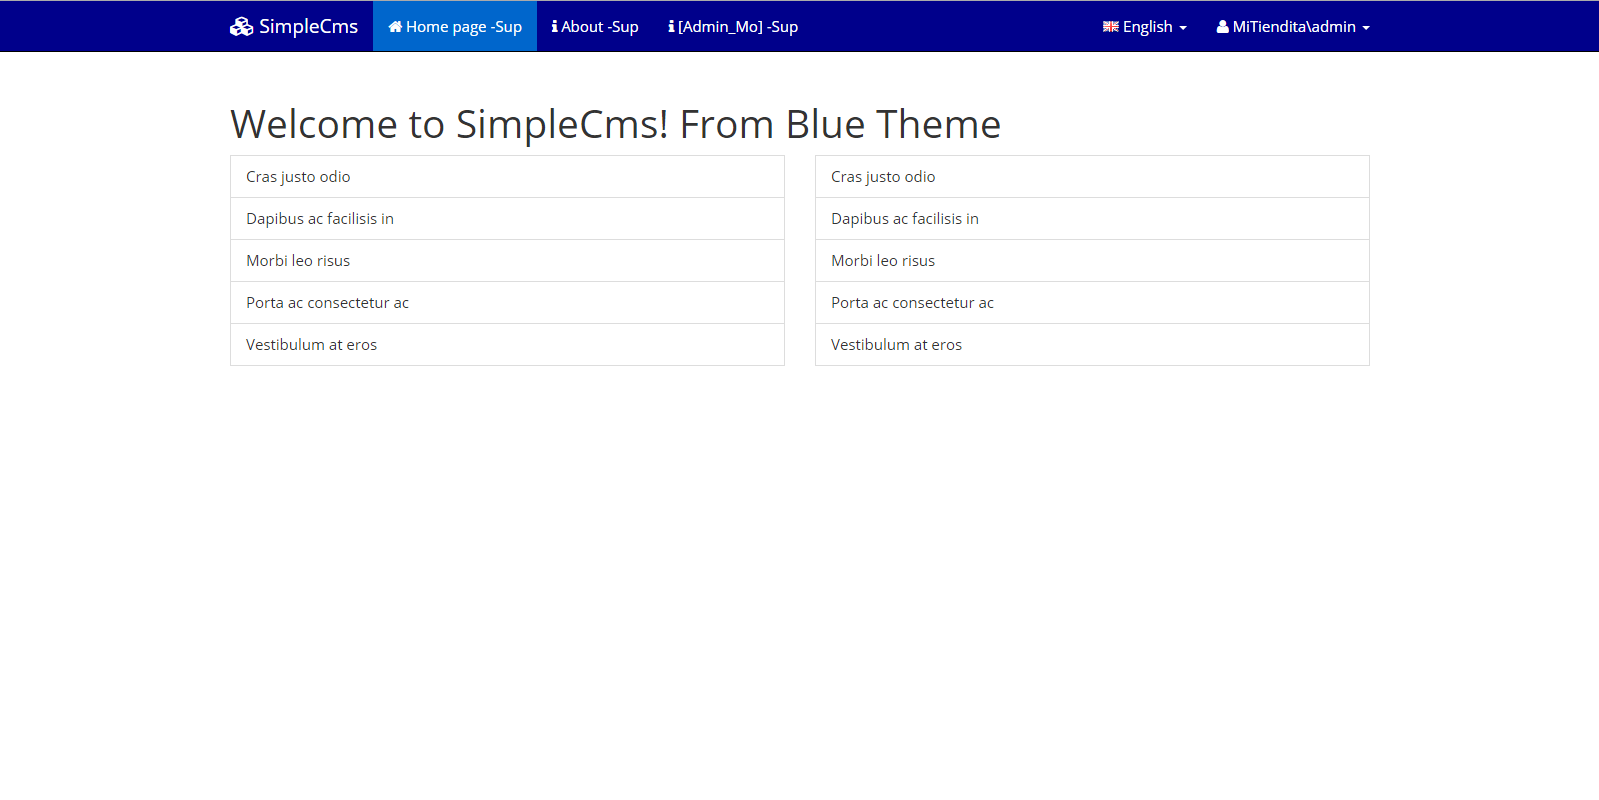 SimpleCms Home page -Sup About -Sup [Admin_Mo] -Sup English MiTiendita\admin
Welcome to SimpleCms! From Blue Theme
Cras justo odio
Dapibus ac facilisis in
Morbi leo risus
Porta ac consectetur ac
Vestibulum at eros
Cras justo odio
Dapibus ac facilisis in
Morbi leo risus
Porta ac consectetur ac
Vestibulum at eros